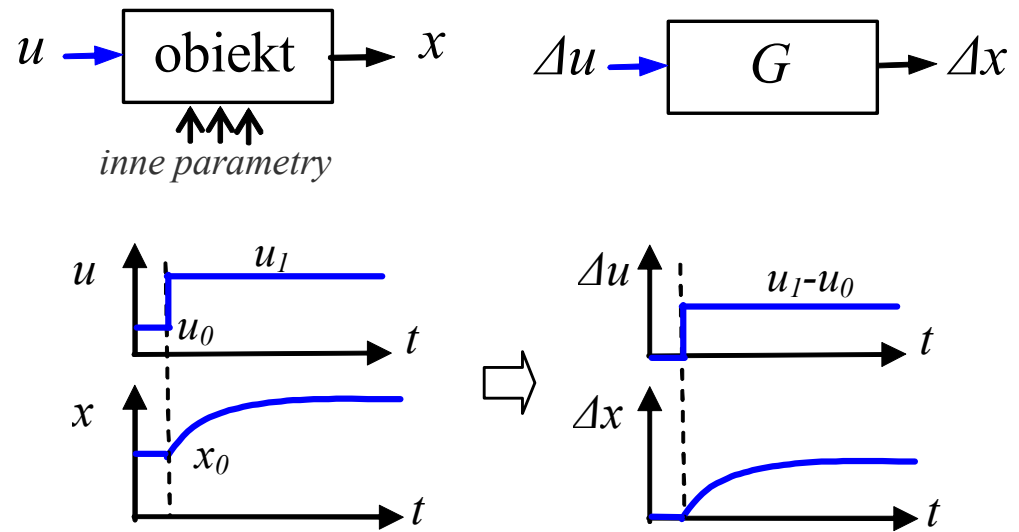 u obiekt x
inne parametry
Δu G Δx
u u₁
u₀ t
x x₀
t
Δu u₁-u₀
t
Δx
t